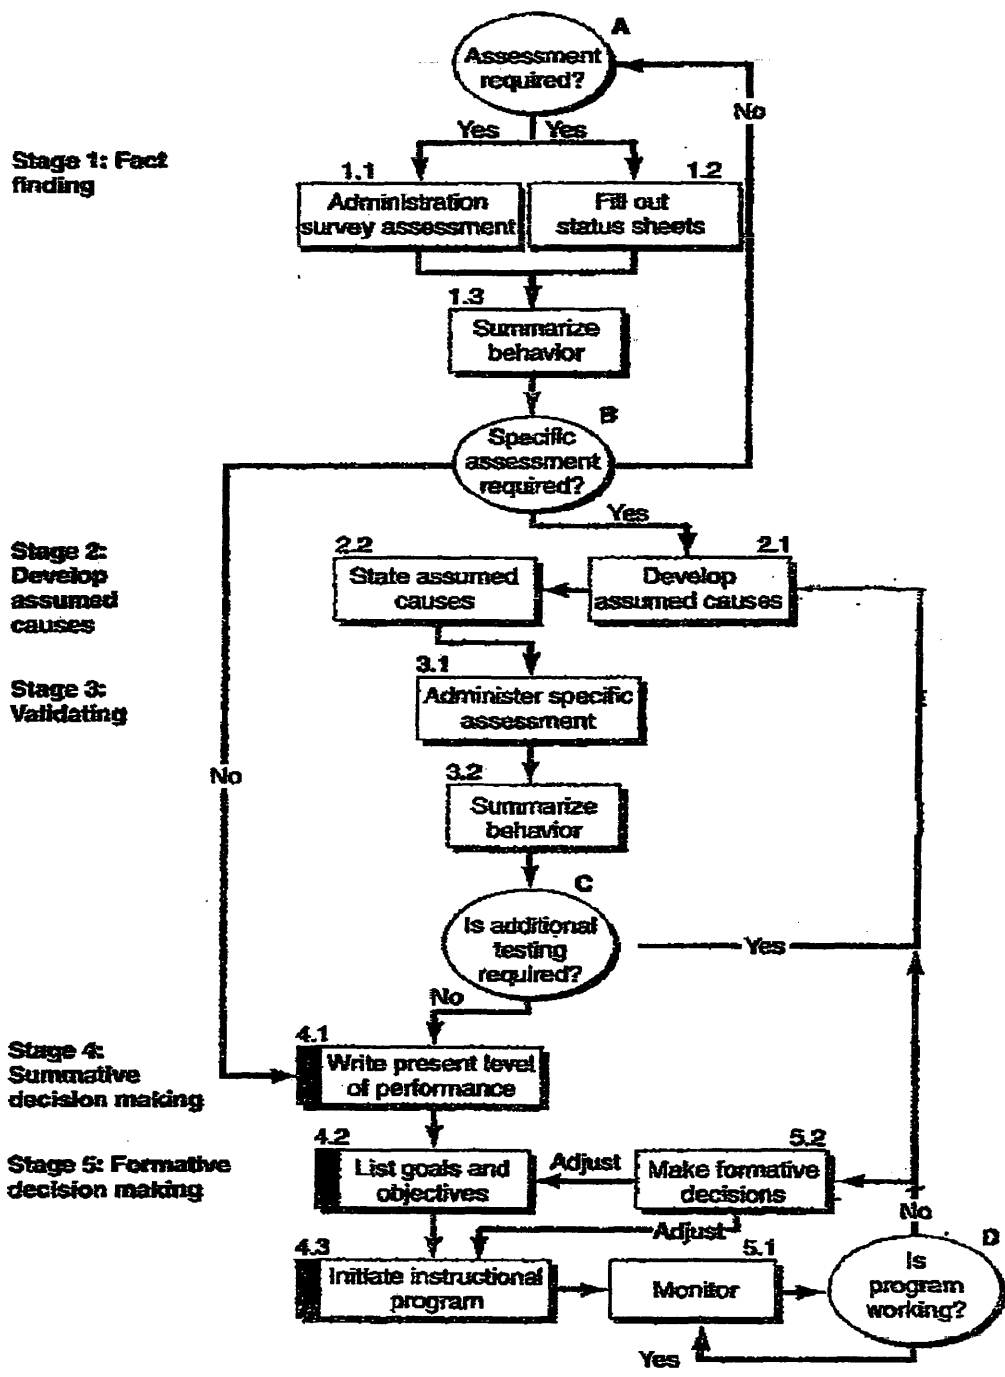 A
Assessment
required?
No
Yes
Yes
Stage 1: Fact
finding
1.1
1.2
Administration
survey assessment
Fill out
status sheets
1.3
Summarize
behavior
B
Specific
assessment
required?
Yes
Stage 2:
Develop
assumed
causes
2.2
2.1
State assumed
causes
Develop
assumed causes
3.1
Stage 3:
Validating
Administer specific
assessment
No
3.2
Summarize
behavior
C
Is additional
testing
required?
Yes
No
4.1
Stage 4:
Summative
decision making
Write present level
of performance
4.2
5.2
Stage 5: Formative
decision making
List goals and
objectives
Adjust
Make formative
decisions
No
Adjust
D
4.3
5.1
Initiate instructional
program
Monitor
Is
program
working?
Yes